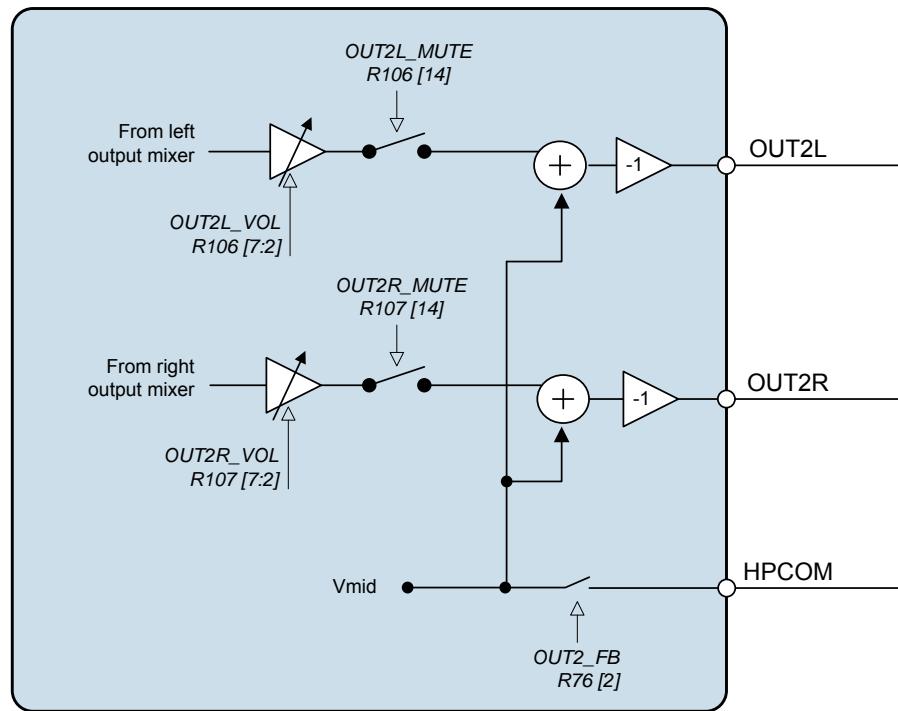 OUT2L_MUTE
R106 [14]
From left
output mixer
+
-1
OUT2L
OUT2L_VOL
R106 [7:2]
OUT2R_MUTE
R107 [14]
From right
output mixer
+
-1
OUT2R
OUT2R_VOL
R107 [7:2]
Vmid
HPCOM
OUT2_FB
R76 [2]